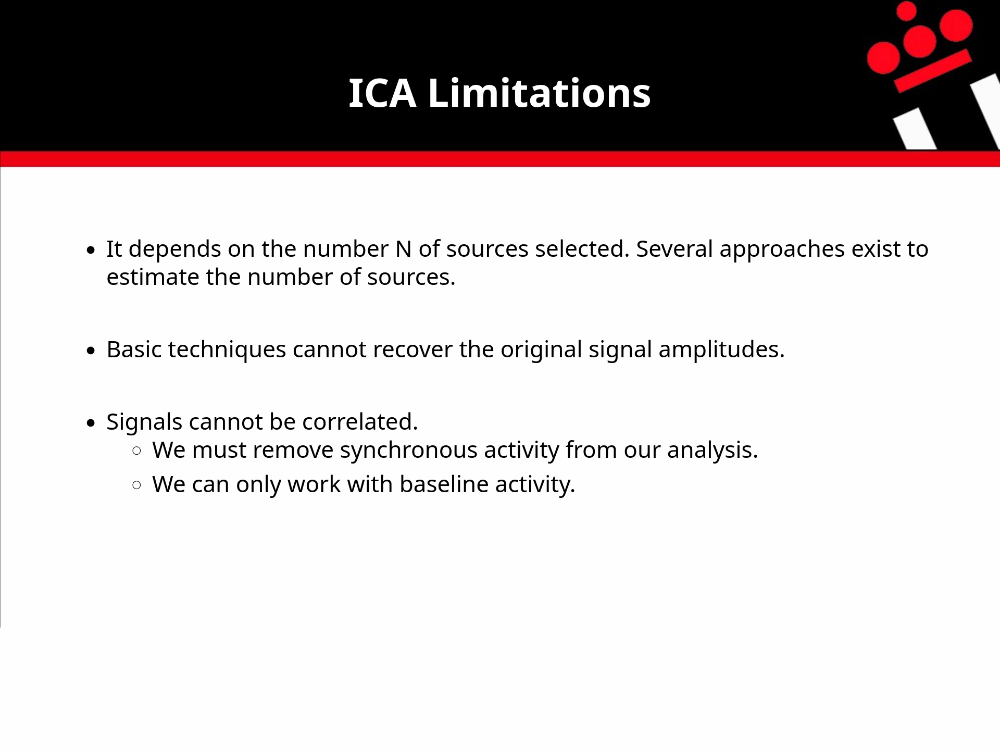 ICA Limitations
• It depends on the number N of sources selected. Several approaches exist to
estimate the number of sources.
• Basic techniques cannot recover the original signal amplitudes.
• Signals cannot be correlated.
○ We must remove synchronous activity from our analysis.
○ We can only work with baseline activity.